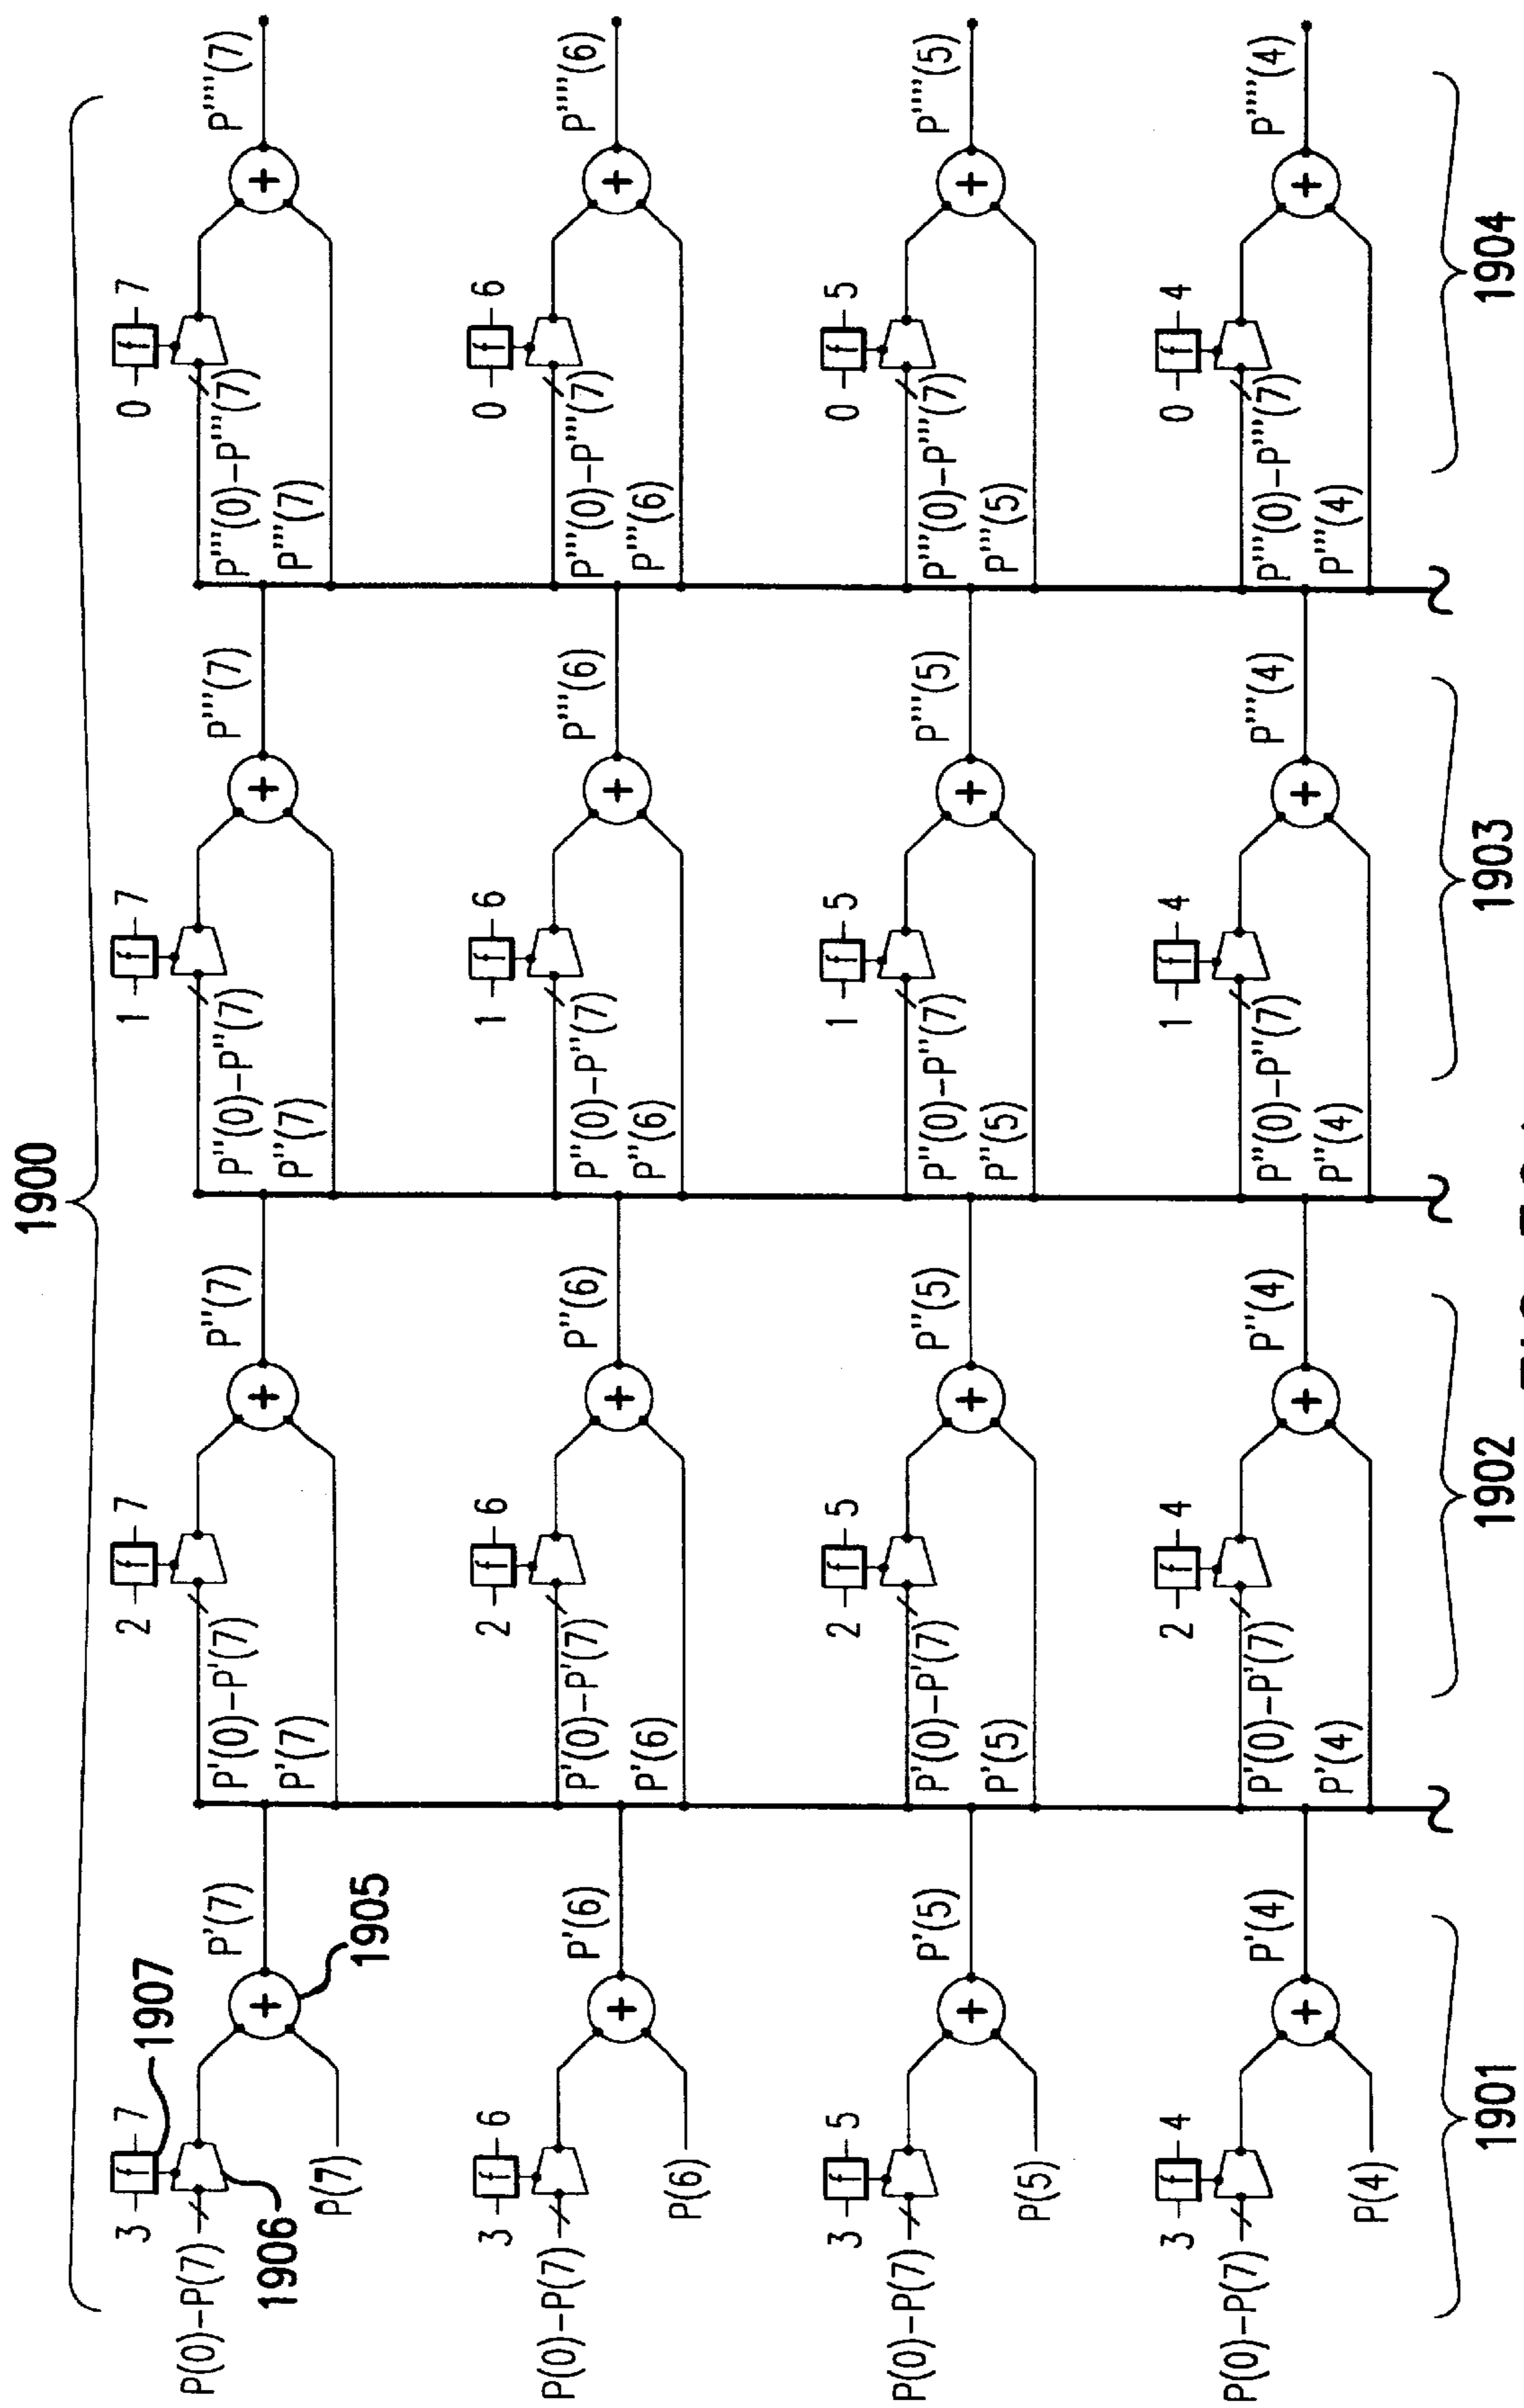 1900
3 f 7 1907 2 f 7 1 f 7 0 f 7
P(0)–P(7) P'(7) P'(0)–P'(7) P''(7) P''(0)–P''(7) P'''(7) P'''(0)–P'''(7) P''''(7)
1906 P(7) 1905 P'(7) P''(7) P'''(7)
3 f 6 2 f 6 1 f 6 0 f 6
P(0)–P(7) P'(6) P'(0)–P'(7) P''(6) P''(0)–P''(7) P'''(6) P'''(0)–P'''(7) P''''(6)
P(6) P'(6) P''(6) P'''(6)
3 f 5 2 f 5 1 f 5 0 f 5
P(0)–P(7) P'(5) P'(0)–P'(7) P''(5) P''(0)–P''(7) P'''(5) P'''(0)–P'''(7) P''''(5)
P(5) P'(5) P''(5) P'''(5)
3 f 4 2 f 4 1 f 4 0 f 4
P(0)–P(7) P'(4) P'(0)–P'(7) P''(4) P''(0)–P''(7) P'''(4) P'''(0)–P'''(7) P''''(4)
P(4) P'(4) P''(4) P'''(4)
1901 1902 1903 1904